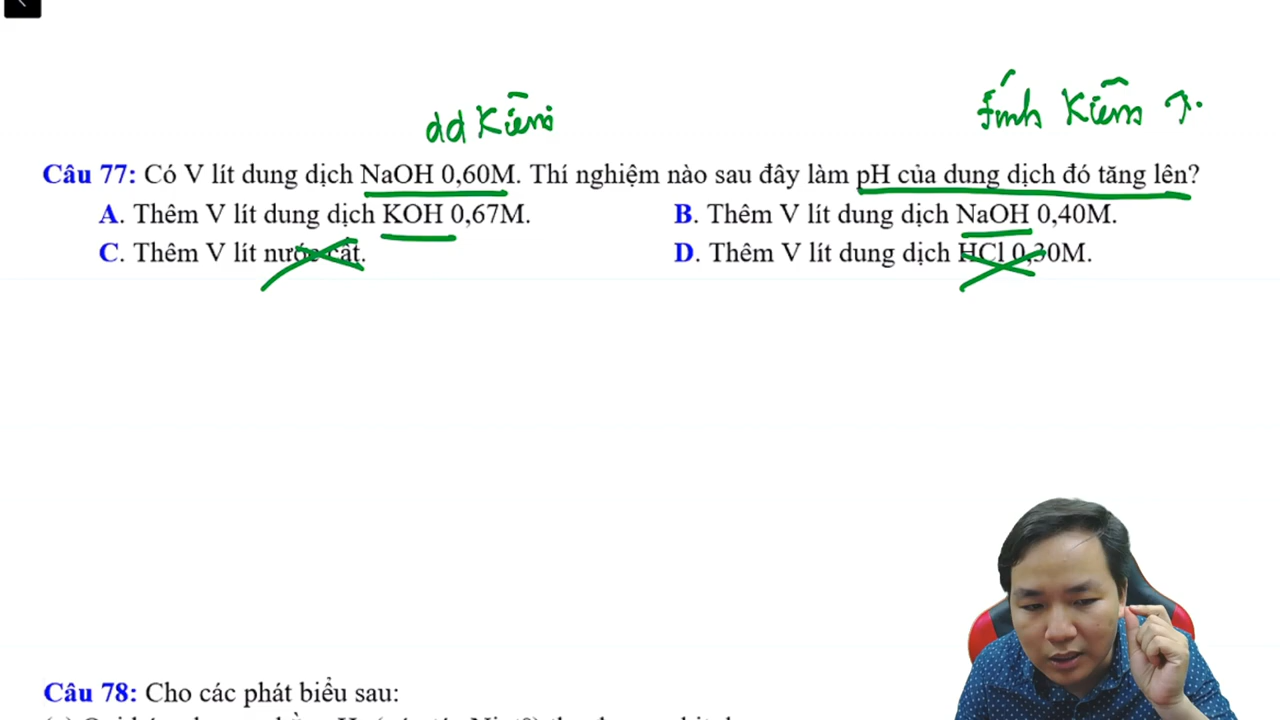 dd Kiềm
tính Kiềm ↑.
Câu 77: Có V lít dung dịch NaOH 0,60M. Thí nghiệm nào sau đây làm pH của dung dịch đó tăng lên?
A. Thêm V lít dung dịch KOH 0,67M. B. Thêm V lít dung dịch NaOH 0,40M.
C. Thêm V lít nước cất. D. Thêm V lít dung dịch HCl 0,30M.
Câu 78: Cho các phát biểu sau: